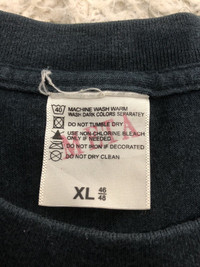 40
MACHINE WASH WARM
WASH DARK COLORS SEPARATEY
DO NOT TUMBLE DRY
USE NON-CHLORINE BLEACH
ONLY IF NEEDED
DO NOT IRON IF DECORATED
DO NOT DRY CLEAN
XL 46
48